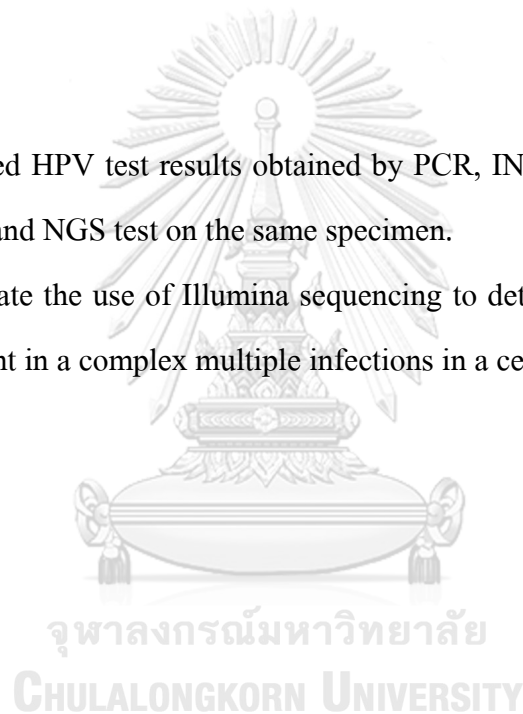 ed HPV test results obtained by PCR, IN
and NGS test on the same specimen.
ate the use of Illumina sequencing to det
nt in a complex multiple infections in a ce
จุฬาลงกรณ์มหาวิทยาลัย
CHULALONGKORN UNIVERSITY